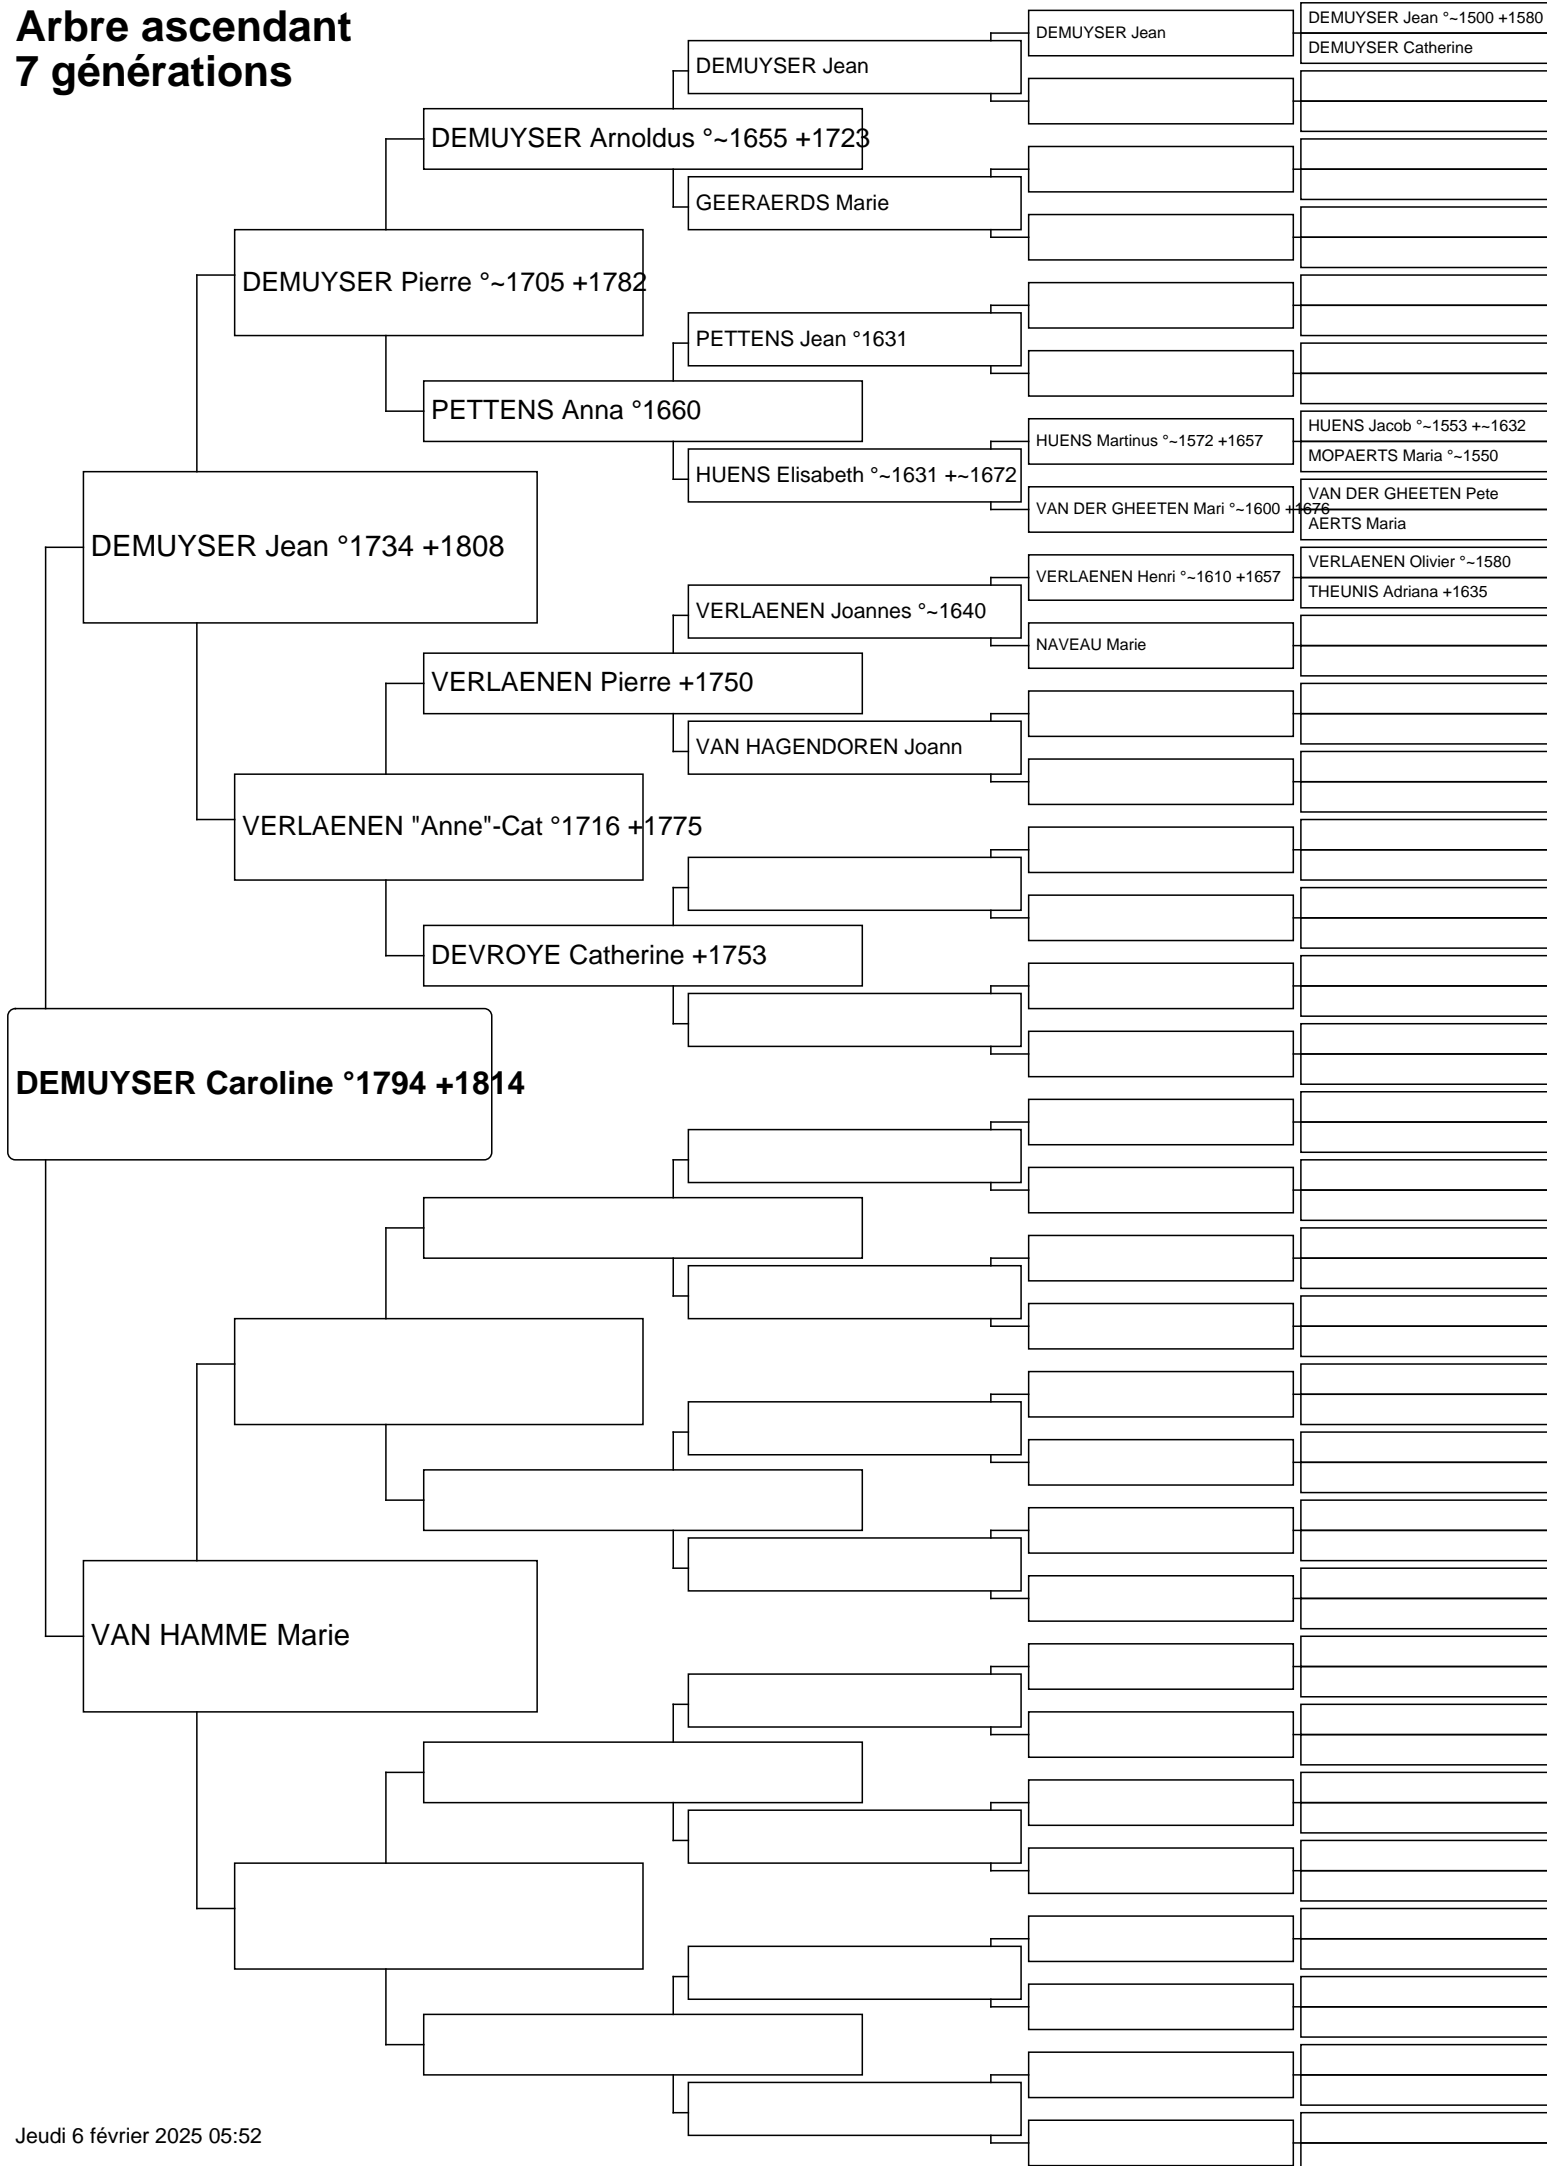 Arbre ascendant
7 générations
DEMUYSER Jean °~1500 +1580
DEMUYSER Jean
DEMUYSER Catherine
DEMUYSER Jean
DEMUYSER Arnoldus °~1655 +1723
GEERAERDS Marie
DEMUYSER Pierre °~1705 +1782
PETTENS Jean °1631
PETTENS Anna °1660
HUENS Jacob °~1553 +~1632
HUENS Martinus °~1572 +1657
MOPAERTS Maria °~1550
HUENS Elisabeth °~1631 +~1672
VAN DER GHEETEN Pete
VAN DER GHEETEN Mari °~1600 +1676
AERTS Maria
DEMUYSER Jean °1734 +1808
VERLAENEN Olivier °~1580
VERLAENEN Henri °~1610 +1657
THEUNIS Adriana +1635
VERLAENEN Joannes °~1640
NAVEAU Marie
VERLAENEN Pierre +1750
VAN HAGENDOREN Joann
VERLAENEN "Anne"-Cat °1716 +1775
DEVROYE Catherine +1753
DEMUYSER Caroline °1794 +1814
VAN HAMME Marie
Jeudi 6 février 2025 05:52